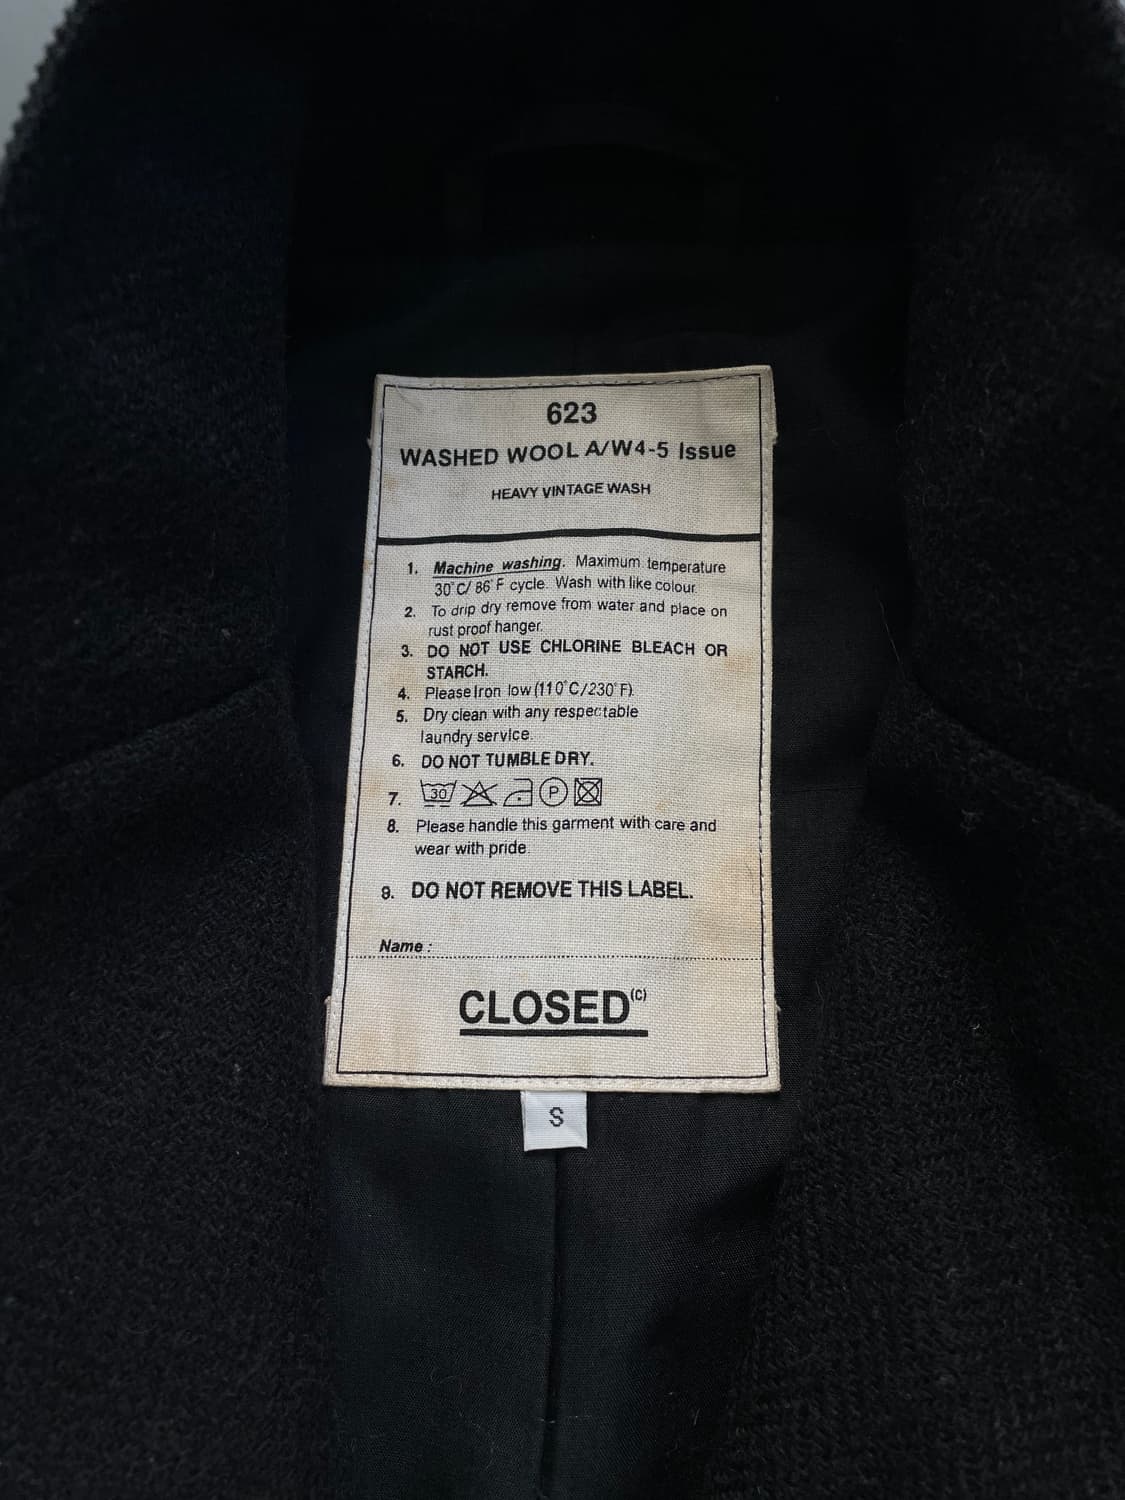 623
WASHED WOOL A/W4-5 Issue
HEAVY VINTAGE WASH
1. Machine washing. Maximum temperature
30°C/ 86°F cycle. Wash with like colour.
2. To drip dry remove from water and place on
rust proof hanger.
3. DO NOT USE CHLORINE BLEACH OR
STARCH.
4. Please Iron low (110°C/230°F).
5. Dry clean with any respectable
laundry service.
6. DO NOT TUMBLE DRY.
7. 30 P
8. Please handle this garment with care and
wear with pride.
9. DO NOT REMOVE THIS LABEL.
Name :
CLOSED(C)
S